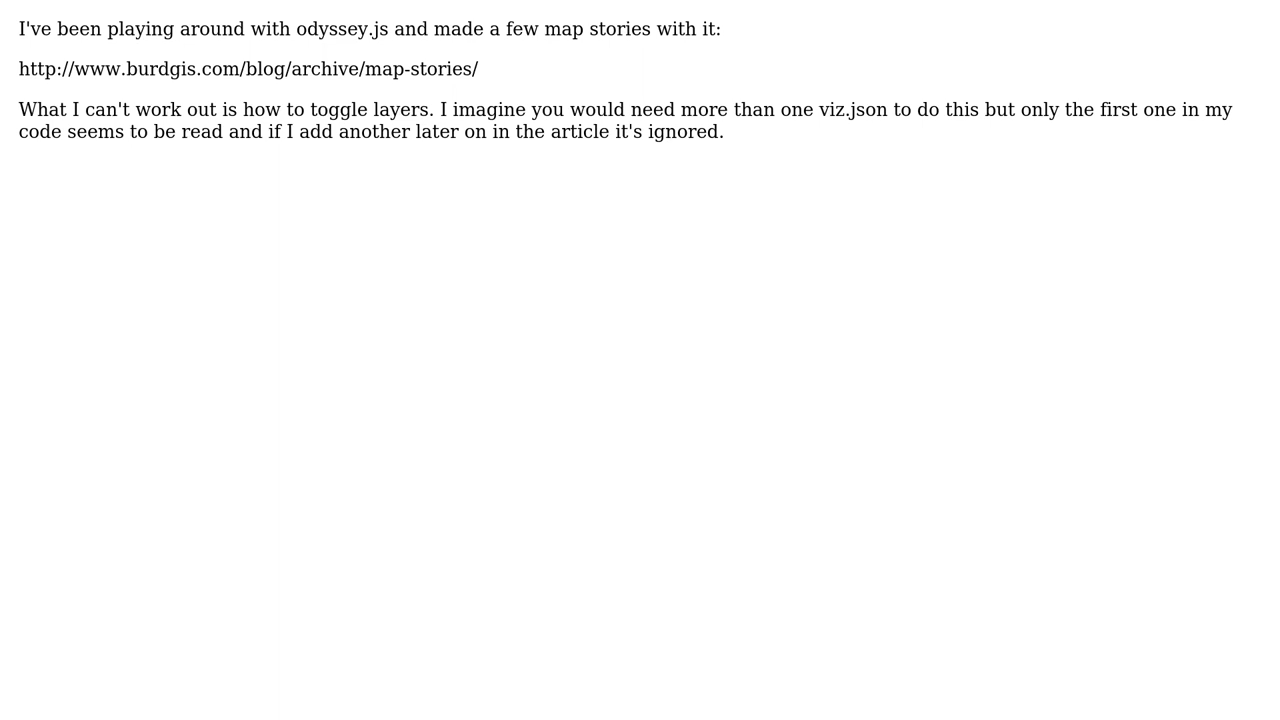 I've been playing around with odyssey.js and made a few map stories with it:
http://www.burdgis.com/blog/archive/map-stories/
What I can't work out is how to toggle layers. I imagine you would need more than one viz.json to do this but only the first one in my
code seems to be read and if I add another later on in the article it's ignored.